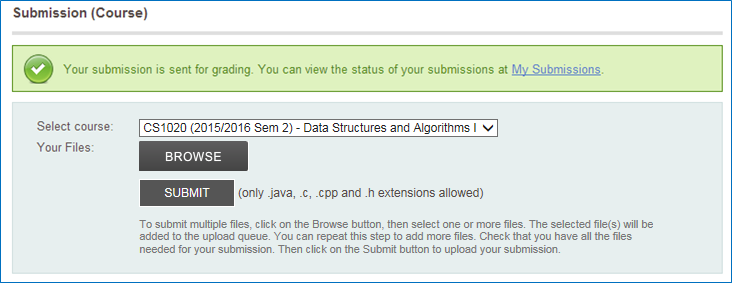 Submission (Course)
Your submission is sent for grading. You can view the status of your submissions at My Submissions.
Select course: CS1020 (2015/2016 Sem 2) - Data Structures and Algorithms I
Your Files:
BROWSE
SUBMIT (only .java, .c, .cpp and .h extensions allowed)
To submit multiple files, click on the Browse button, then select one or more files. The selected file(s) will be
added to the upload queue. You can repeat this step to add more files. Check that you have all the files
needed for your submission. Then click on the Submit button to upload your submission.